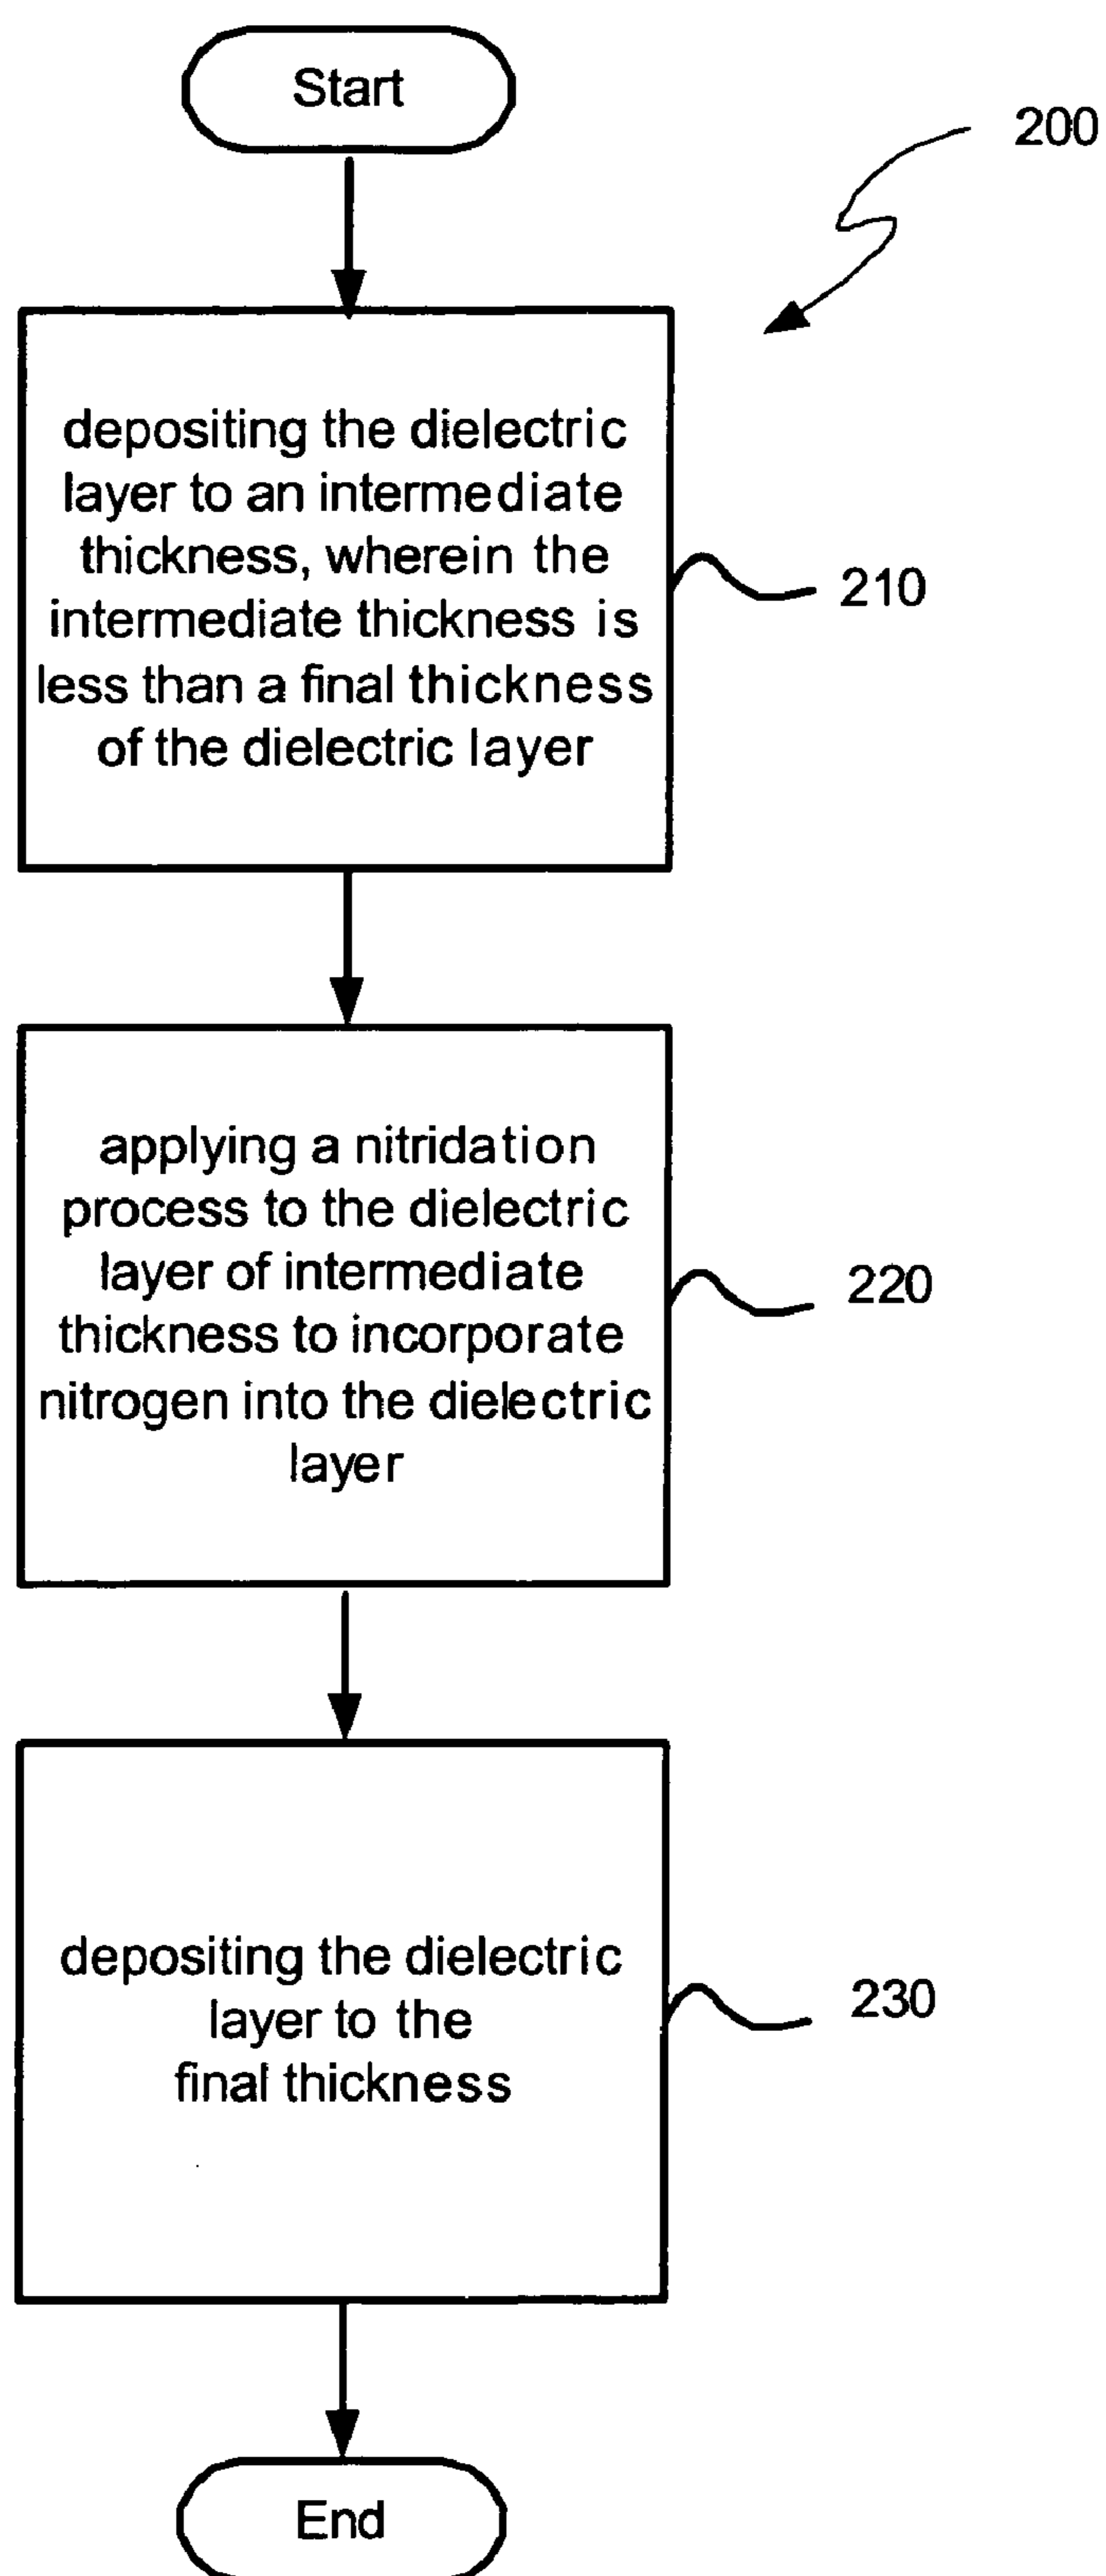 Start
200
depositing the dielectric
layer to an intermediate
thickness, wherein the
intermediate thickness is
less than a final thickness
of the dielectric layer
210
applying a nitridation
process to the dielectric
layer of intermediate
thickness to incorporate
nitrogen into the dielectric
layer
220
depositing the dielectric
layer to the
final thickness
230
End